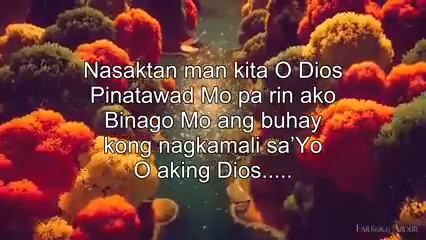 Nasaktan man kita O Dios
Pinatawad Mo pa rin ako
Binago Mo ang buhay
kong nagkamali sa'Yo
O aking Dios.....